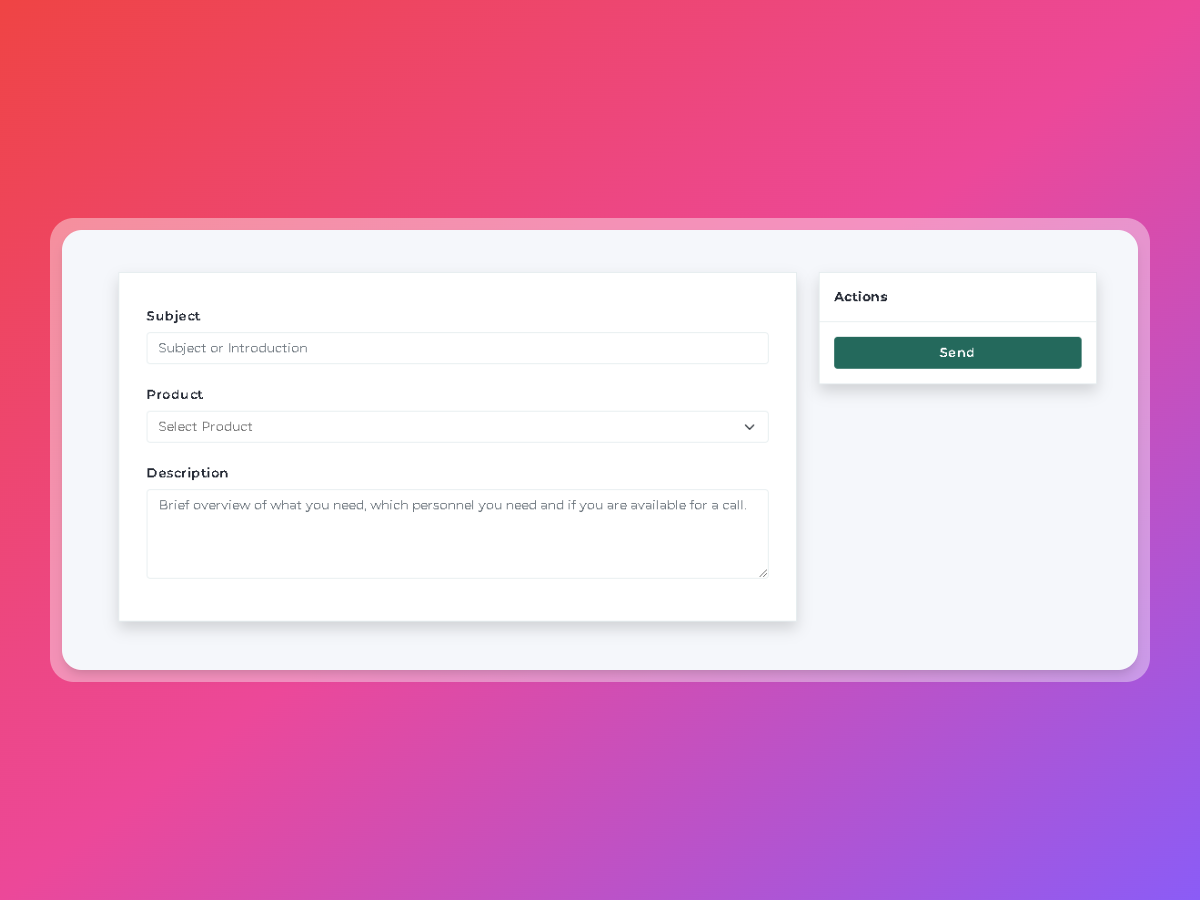 Subject
Subject or Introduction
Product
Select Product
Description
Brief overview of what you need, which personnel you need and if you are available for a call.
Actions
Send